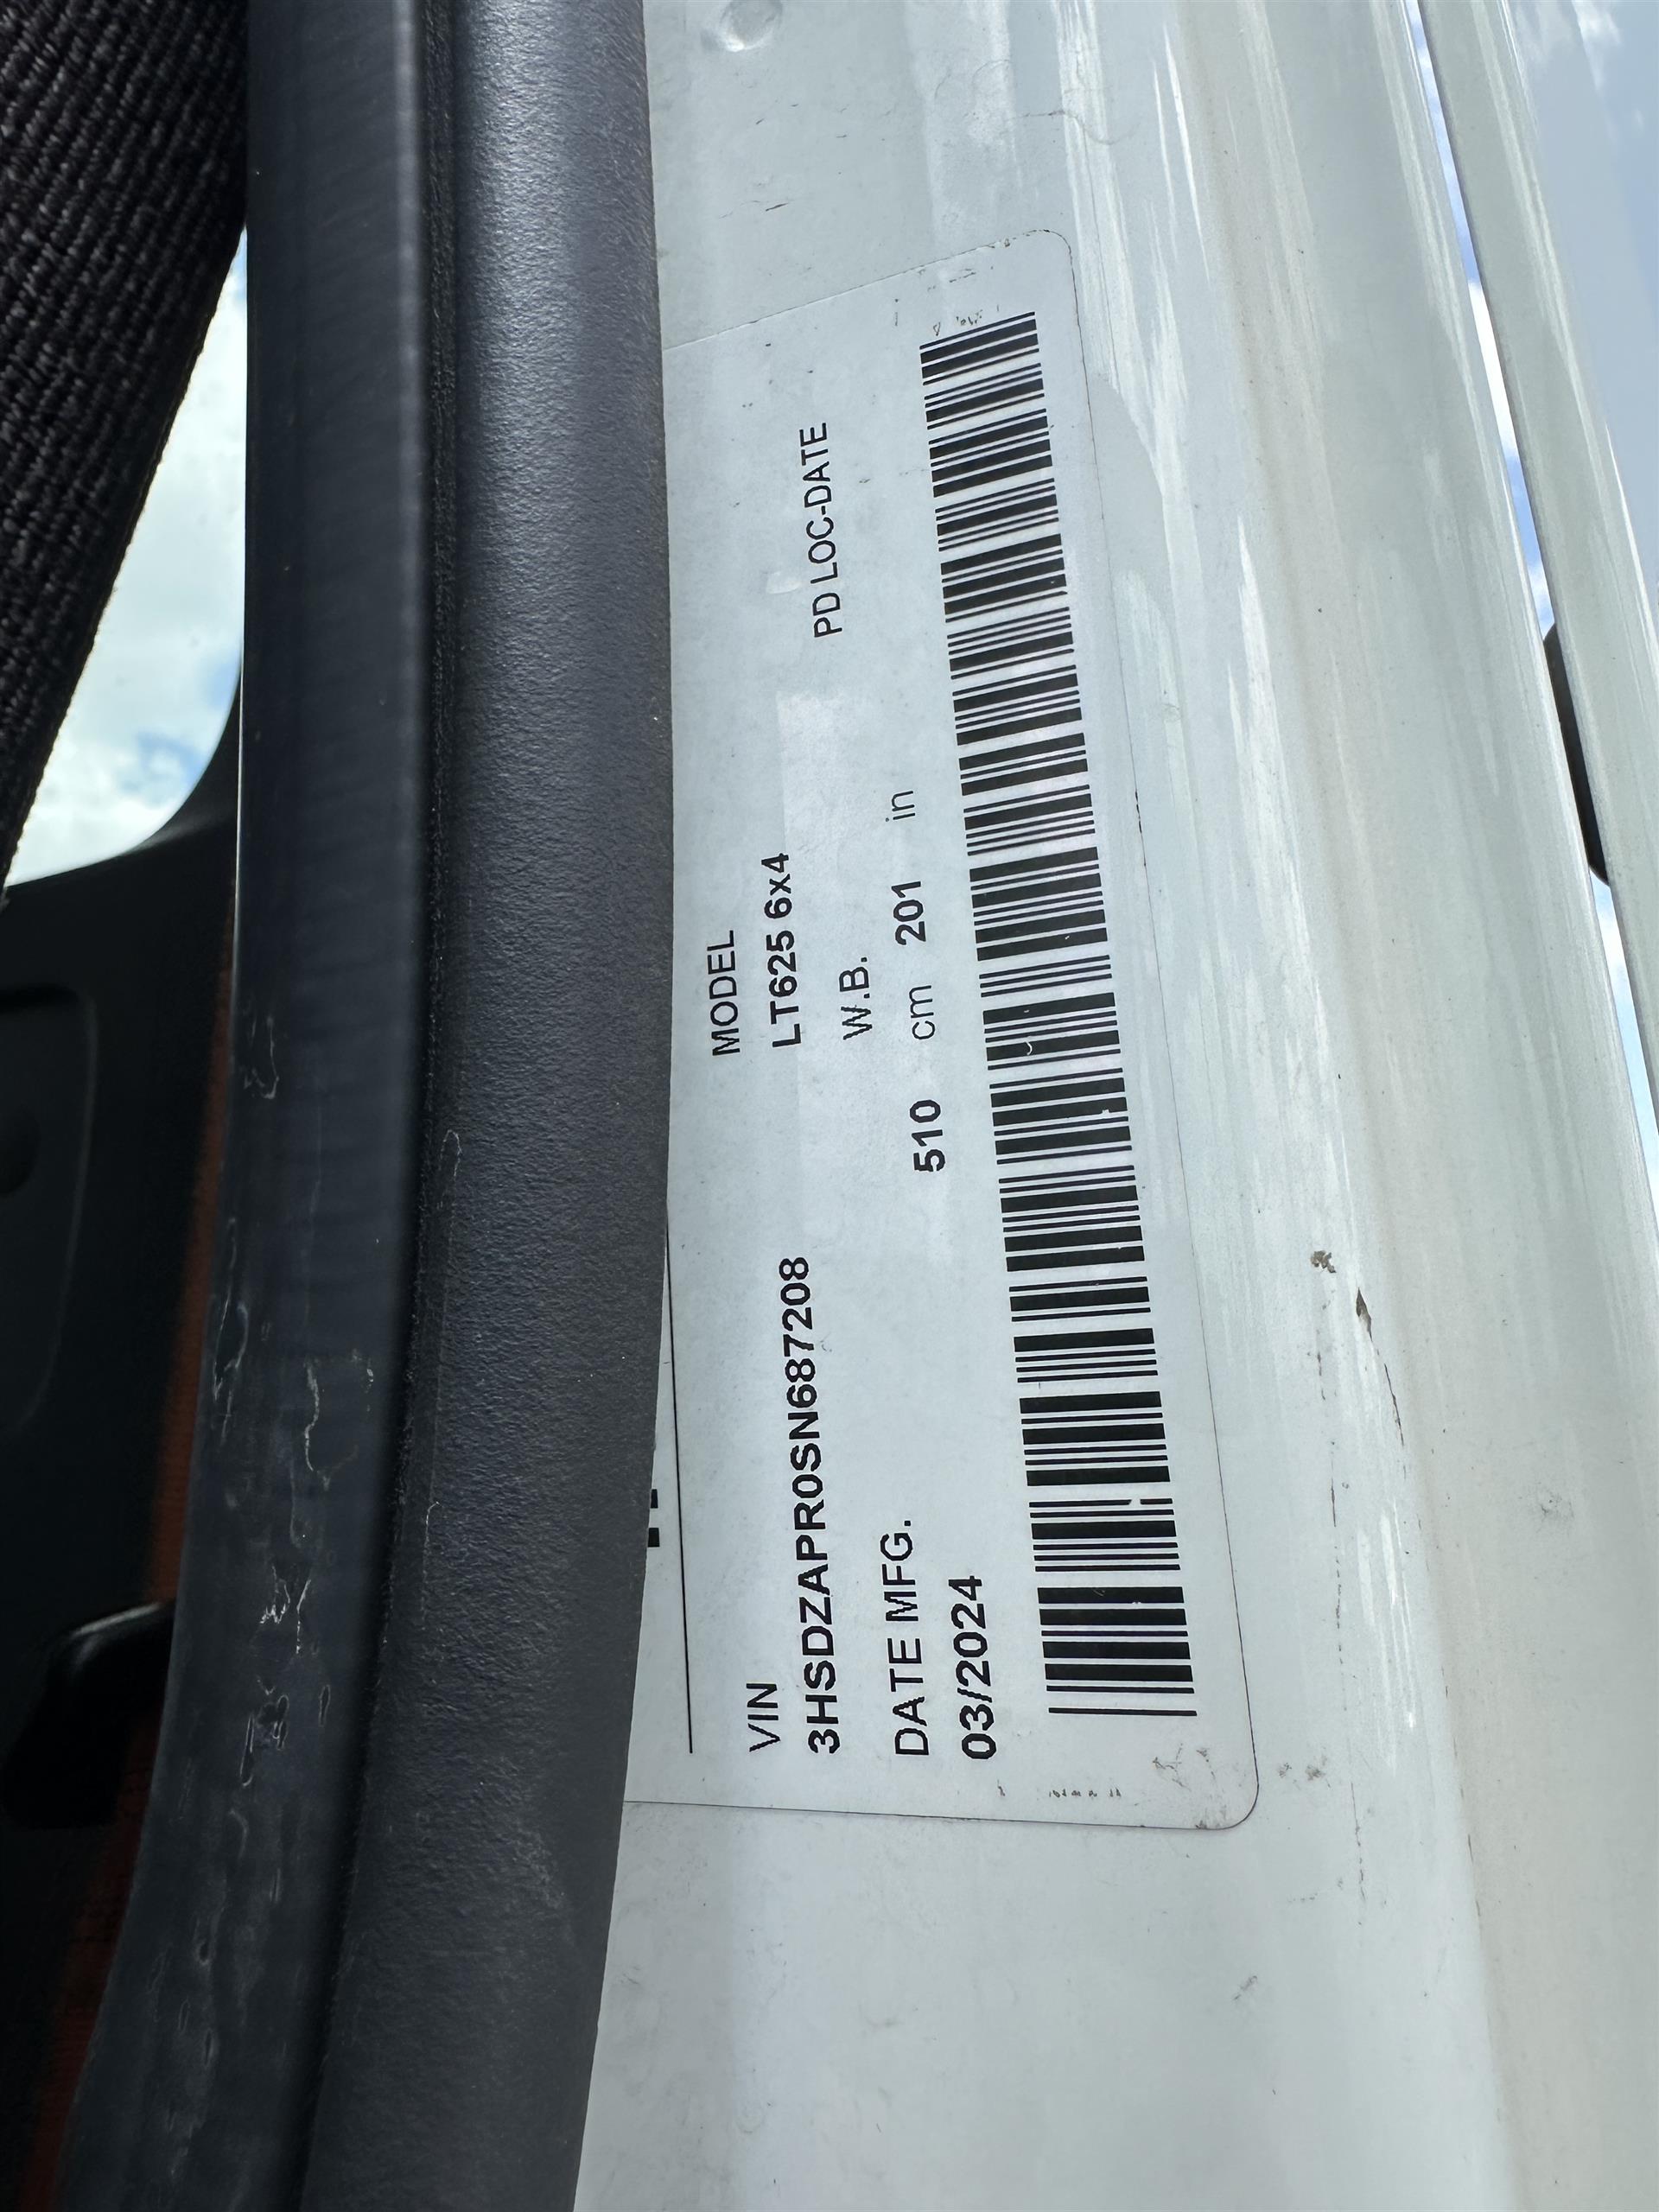 VIN
3HSDZAPR0SN687208
MODEL
LT625 6x4
DATE MFG.
03/2024
W.B.
510 cm 201 in
PD LOC-DATE